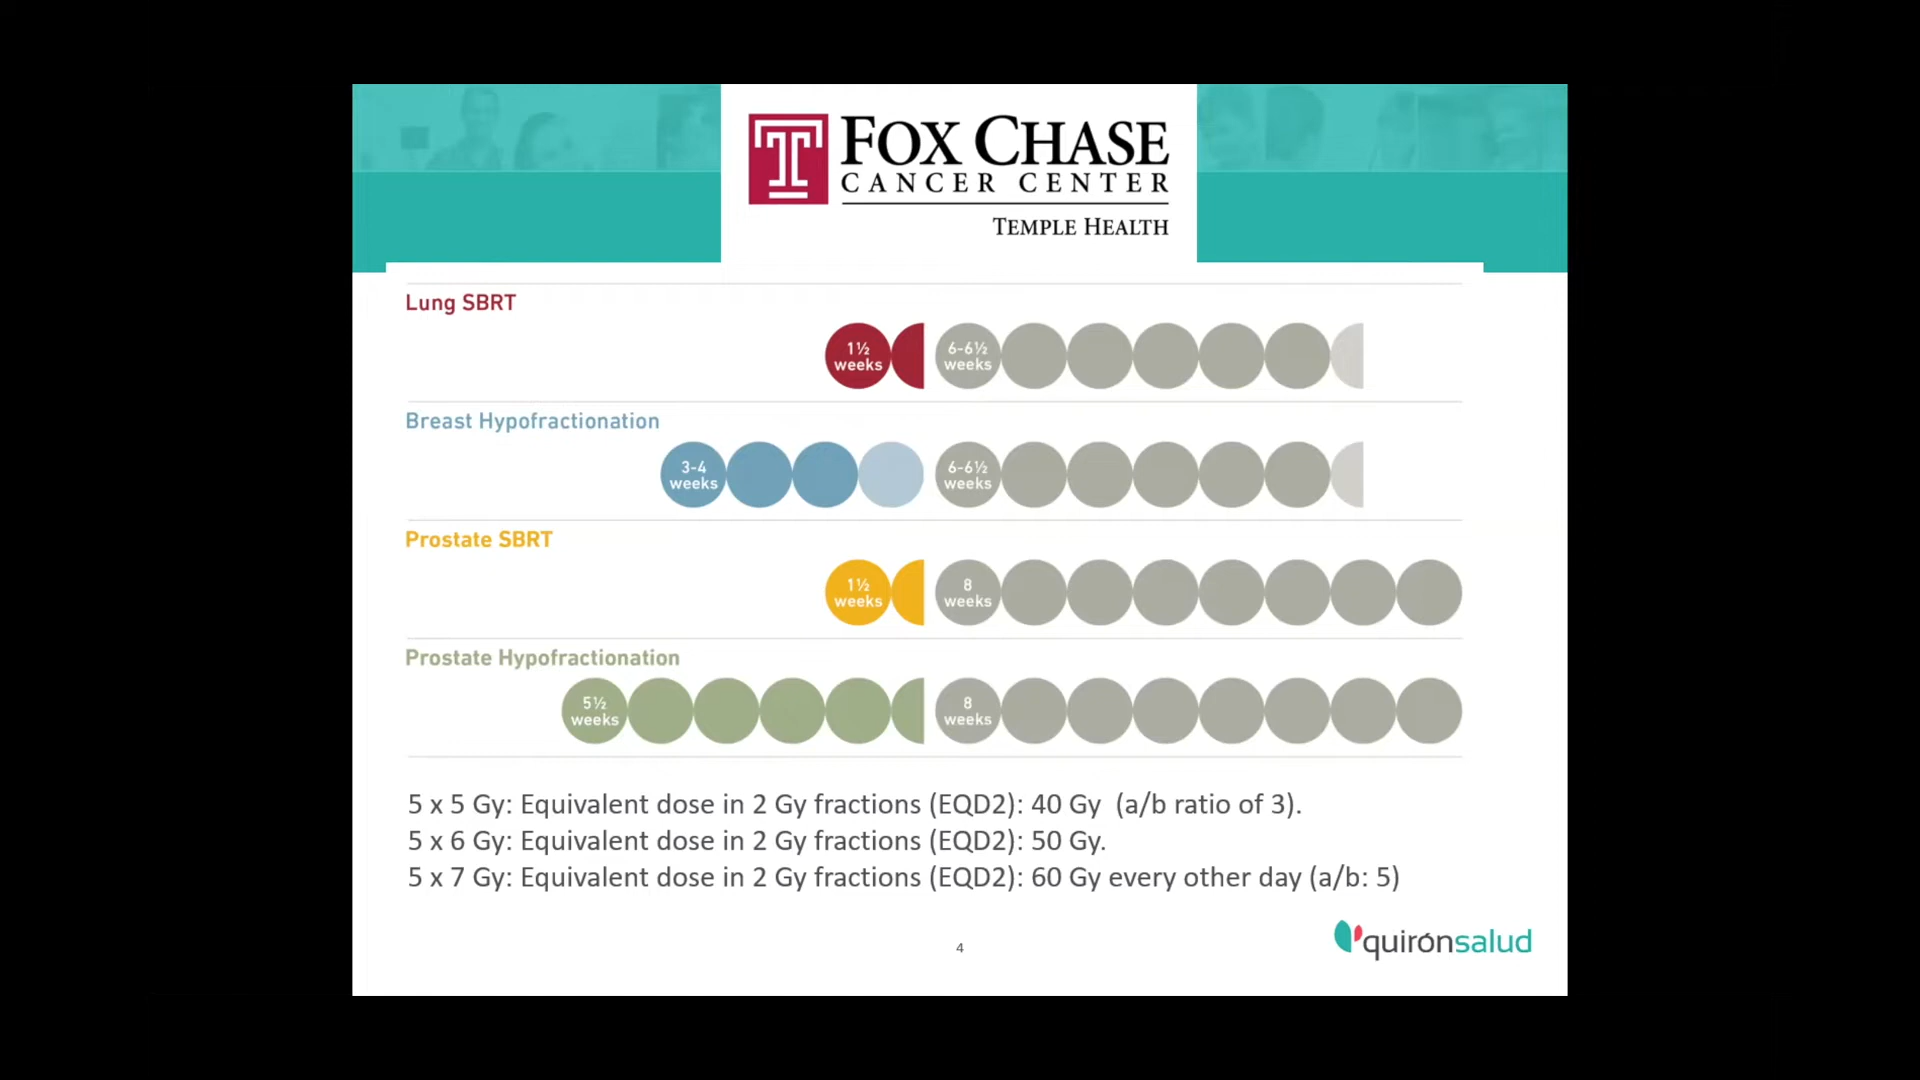 T
FOX CHASE
CANCER CENTER
TEMPLE HEALTH
Lung SBRT
1½ weeks
6-6½ weeks
Breast Hypofractionation
3-4 weeks
6-6½ weeks
Prostate SBRT
1½ weeks
8 weeks
Prostate Hypofractionation
5½ weeks
8 weeks
5 x 5 Gy: Equivalent dose in 2 Gy fractions (EQD2): 40 Gy (a/b ratio of 3).
5 x 6 Gy: Equivalent dose in 2 Gy fractions (EQD2): 50 Gy.
5 x 7 Gy: Equivalent dose in 2 Gy fractions (EQD2): 60 Gy every other day (a/b: 5)
4
quirónsalud